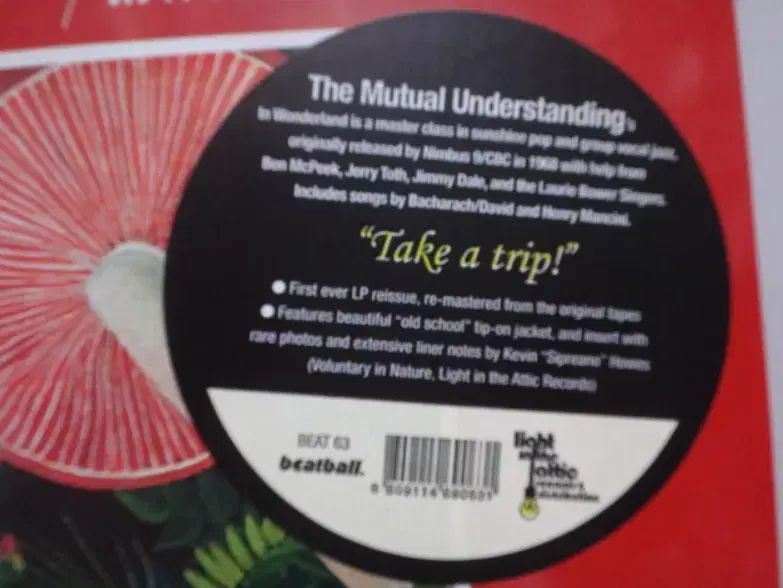 The Mutual Understanding's
In Wonderland is a master class in sunshine pop and group vocal jazz,
originally released by Nimbus 9/CBC in 1968 with help from
Ben McPeek, Jerry Toth, Jimmy Dale, and the Laurie Bower Singers.
Includes songs by Bacharach/David and Henry Mancini.
“Take a trip!”
● First ever LP reissue, re-mastered from the original tapes
● Features beautiful "old school" tip-on jacket, and insert with
rare photos and extensive liner notes by Kevin "Sipreano" Howes
(Voluntary in Nature, Light in the Attic Records)
BEAT 63
beatball.
light
in the
attic
records &
distribution